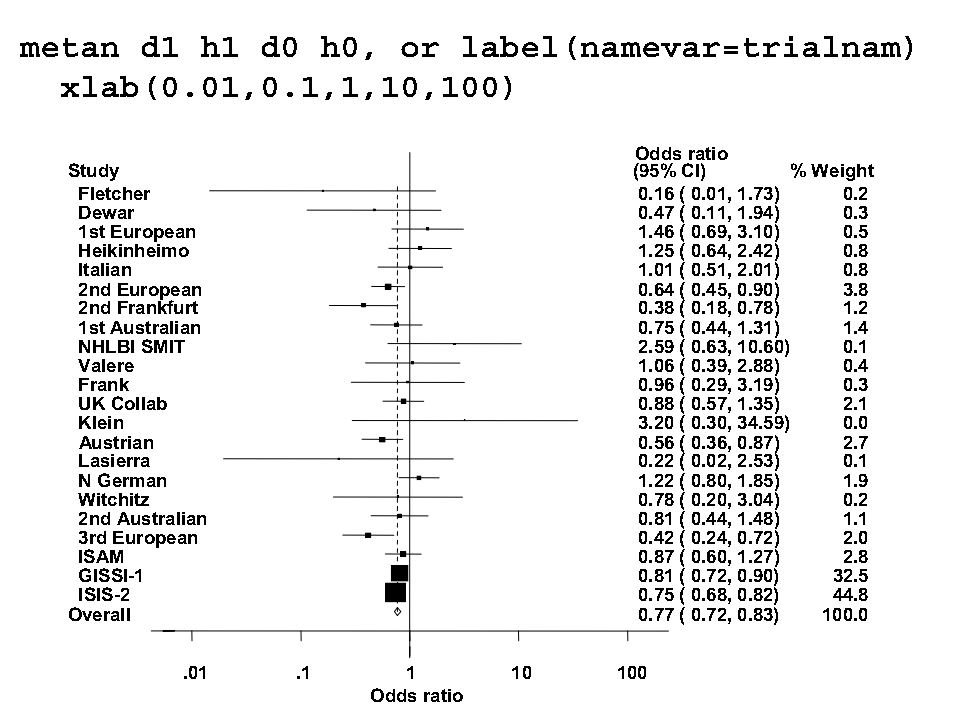 metan d1 h1 d0 h0, or label(namevar=trialnam)
xlab(0.01,0.1,1,10,100)
Odds ratio
Study (95% CI) % Weight
Fletcher 0.16 ( 0.01, 1.73) 0.2
Dewar 0.47 ( 0.11, 1.94) 0.3
1st European 1.46 ( 0.69, 3.10) 0.5
Heikinheimo 1.25 ( 0.64, 2.42) 0.8
Italian 1.01 ( 0.51, 2.01) 0.8
2nd European 0.64 ( 0.45, 0.90) 3.8
2nd Frankfurt 0.38 ( 0.18, 0.78) 1.2
1st Australian 0.75 ( 0.44, 1.31) 1.4
NHLBI SMIT 2.59 ( 0.63, 10.60) 0.1
Valere 1.06 ( 0.39, 2.88) 0.4
Frank 0.96 ( 0.29, 3.19) 0.3
UK Collab 0.88 ( 0.57, 1.35) 2.1
Klein 3.20 ( 0.30, 34.59) 0.0
Austrian 0.56 ( 0.36, 0.87) 2.7
Lasierra 0.22 ( 0.02, 2.53) 0.1
N German 1.22 ( 0.80, 1.85) 1.9
Witchitz 0.78 ( 0.20, 3.04) 0.2
2nd Australian 0.81 ( 0.44, 1.48) 1.1
3rd European 0.42 ( 0.24, 0.72) 2.0
ISAM 0.87 ( 0.60, 1.27) 2.8
GISSI-1 0.81 ( 0.72, 0.90) 32.5
ISIS-2 0.75 ( 0.68, 0.82) 44.8
Overall 0.77 ( 0.72, 0.83) 100.0
.01 .1 1 10 100
Odds ratio